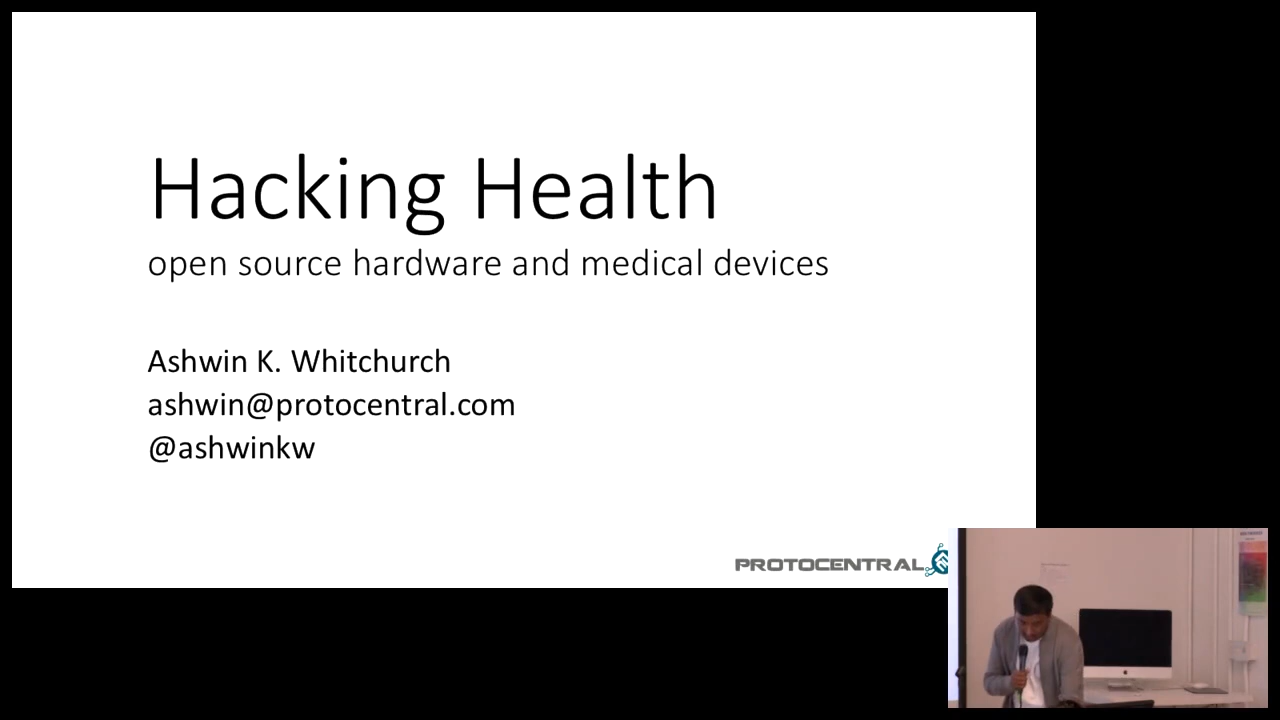 Hacking Health
open source hardware and medical devices
Ashwin K. Whitchurch
ashwin@protocentral.com
@ashwinkw
PROTOCENTRAL